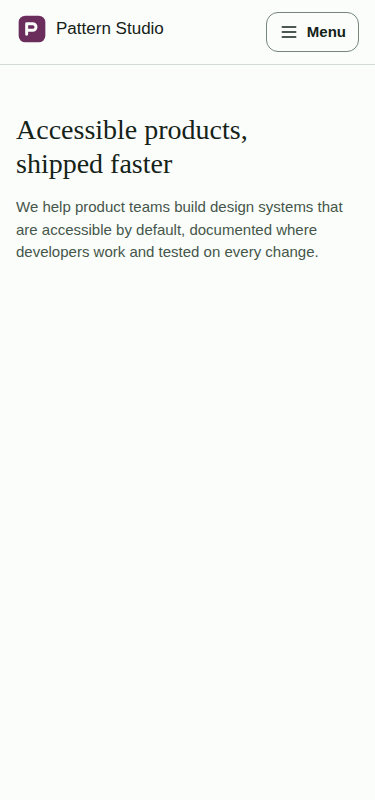 Pattern Studio
Menu
Accessible products,
shipped faster
We help product teams build design systems that
are accessible by default, documented where
developers work and tested on every change.